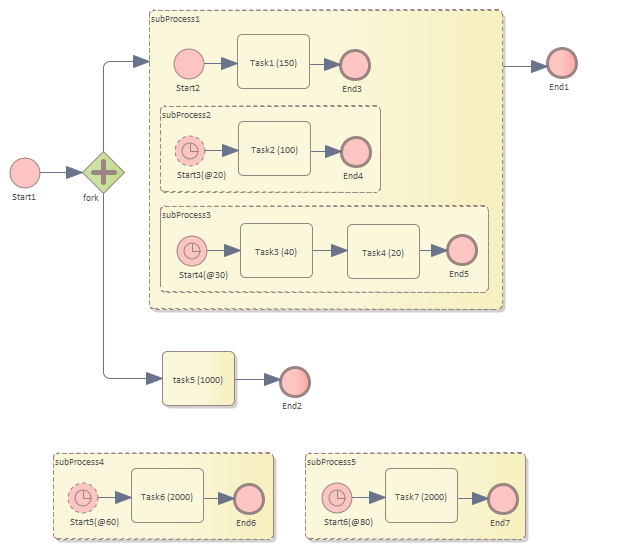 subProcess1
Task1 (150)
Start2
End3
End1
subProcess2
Task2 (100)
Start3(@20)
End4
Start1
fork
subProcess3
Task3 (40)
Task4 (20)
Start4(@30)
End5
task5 (1000)
End2
subProcess4
Task6 (2000)
Start5(@60)
End6
subProcess5
Task7 (2000)
Start6(@80)
End7